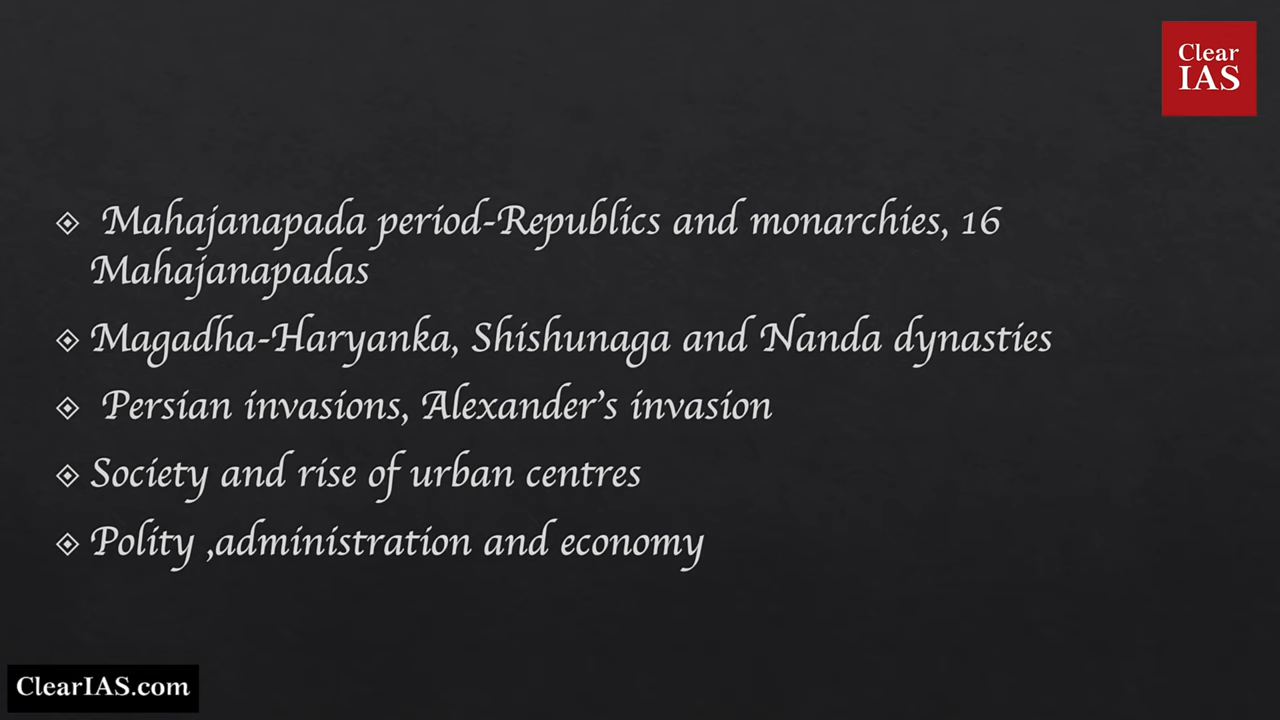 Clear
IAS
Mahajanapada period-Republics and monarchies, 16
Mahajanapadas
Magadha-Haryanka, Shishunaga and Nanda dynasties
Persian invasions, Alexander's invasion
Society and rise of urban centres
Polity ,administration and economy
ClearIAS.com